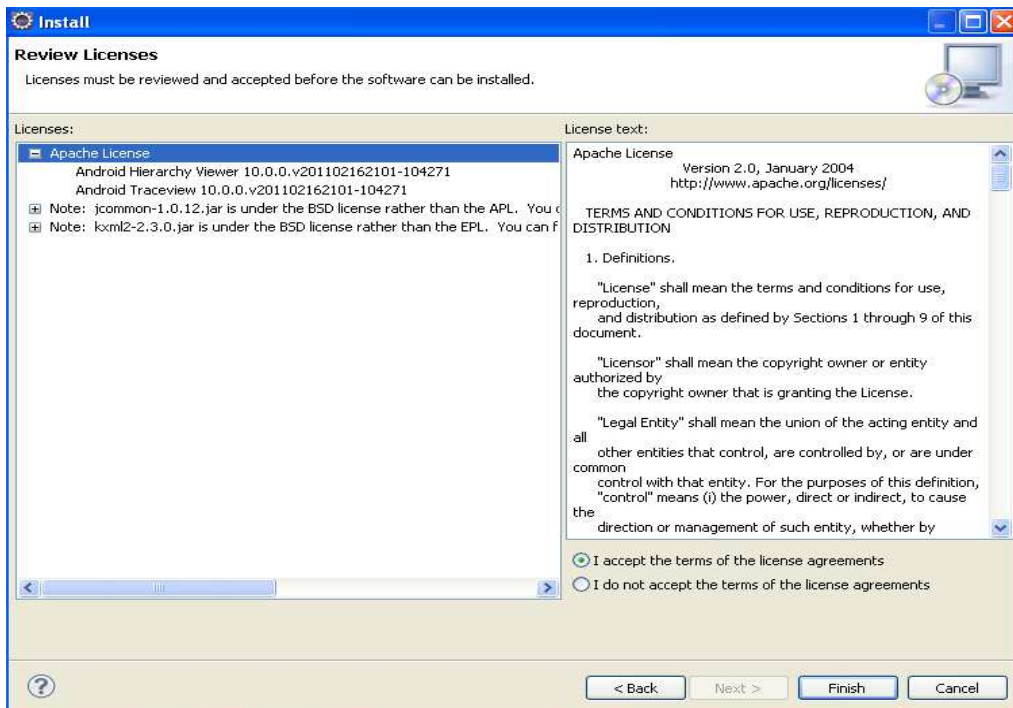 Install
Review Licenses
Licenses must be reviewed and accepted before the software can be installed.
Licenses:
Apache License
Android Hierarchy Viewer 10.0.0.v201102162101-104271
Android Traceview 10.0.0.v201102162101-104271
Note: jcommon-1.0.12.jar is under the BSD license rather than the APL. You
Note: kxml2-2.3.0.jar is under the BSD license rather than the EPL. You can f
License text:
Apache License
Version 2.0, January 2004
http://www.apache.org/licenses/
TERMS AND CONDITIONS FOR USE, REPRODUCTION, AND
DISTRIBUTION
1. Definitions.
"License" shall mean the terms and conditions for use,
reproduction,
and distribution as defined by Sections 1 through 9 of this
document.
"Licensor" shall mean the copyright owner or entity
authorized by
the copyright owner that is granting the License.
"Legal Entity" shall mean the union of the acting entity and
all
other entities that control, are controlled by, or are under
common
control with that entity. For the purposes of this definition,
"control" means (i) the power, direct or indirect, to cause
the
direction or management of such entity, whether by
I accept the terms of the license agreements
I do not accept the terms of the license agreements
< Back
Next >
Finish
Cancel